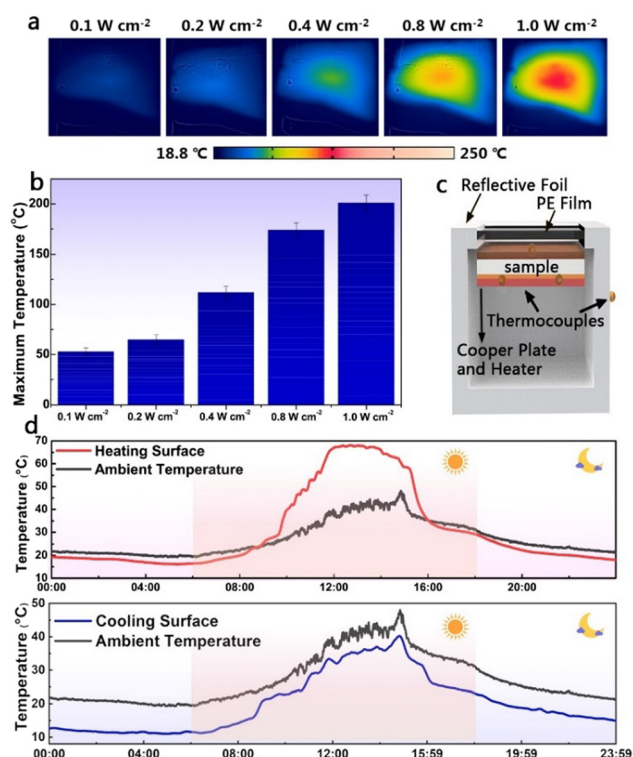 a
0.1 W cm⁻² 0.2 W cm⁻² 0.4 W cm⁻² 0.8 W cm⁻² 1.0 W cm⁻²
18.8 ℃ 250 ℃
b
Maximum Temperature (°C)
200
150
100
50
0
0.1 W cm⁻² 0.2 W cm⁻² 0.4 W cm⁻² 0.8 W cm⁻² 1.0 W cm⁻²
c
Reflective Foil
PE Film
sample
Thermocouples
Cooper Plate
and Heater
d
Temperature (°C)
70
60
50
40
30
20
10
Heating Surface
Ambient Temperature
00:00 04:00 08:00 12:00 16:00 20:00
Temperature (°C)
50
40
30
20
10
Cooling Surface
Ambient Temperature
00:00 04:00 08:00 12:00 15:59 19:59 23:59